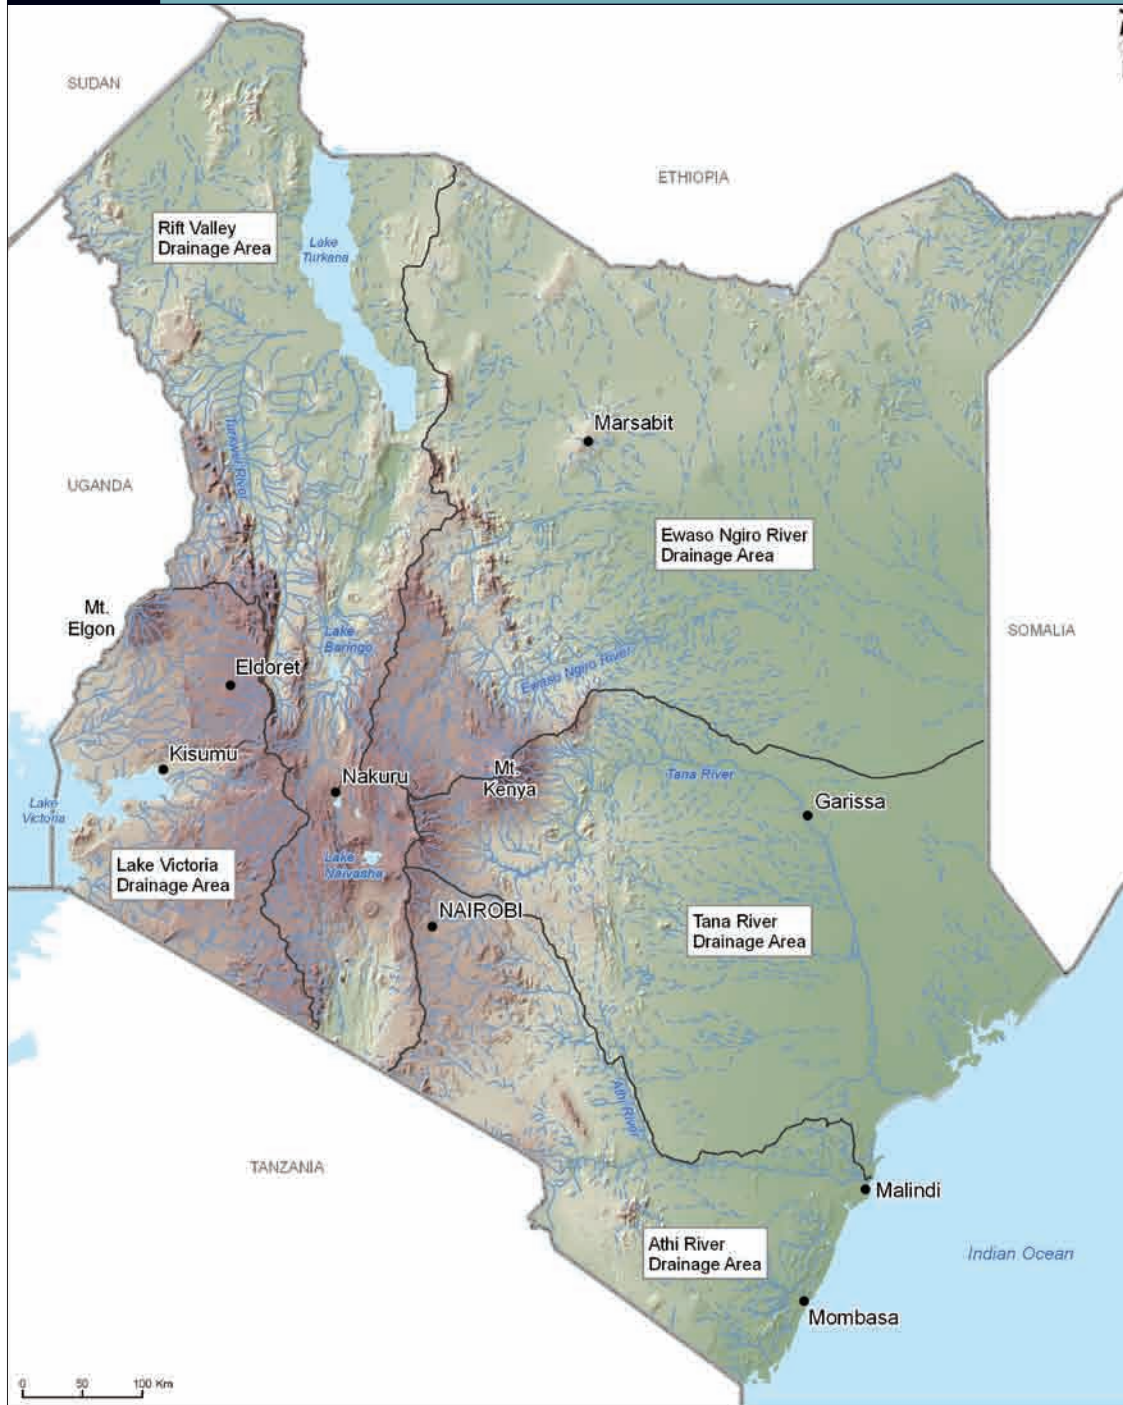 SUDAN
ETHIOPIA
Rift Valley
Drainage Area
Lake
Turkana
Marsabit
Turkwel River
UGANDA
Ewaso Ngiro River
Drainage Area
Mt.
Elgon
SOMALIA
Lake
Baringo
Eldoret
Ewaso Ngiro River
Kisumu
Nakuru
Mt.
Kenya
Tana River
Garissa
Lake
Victoria
Lake Victoria
Drainage Area
Lake
Naivasha
NAIROBI
Tana River
Drainage Area
Athi River
TANZANIA
Malindi
Athi River
Drainage Area
Indian Ocean
Mombasa
0 50 100 Km